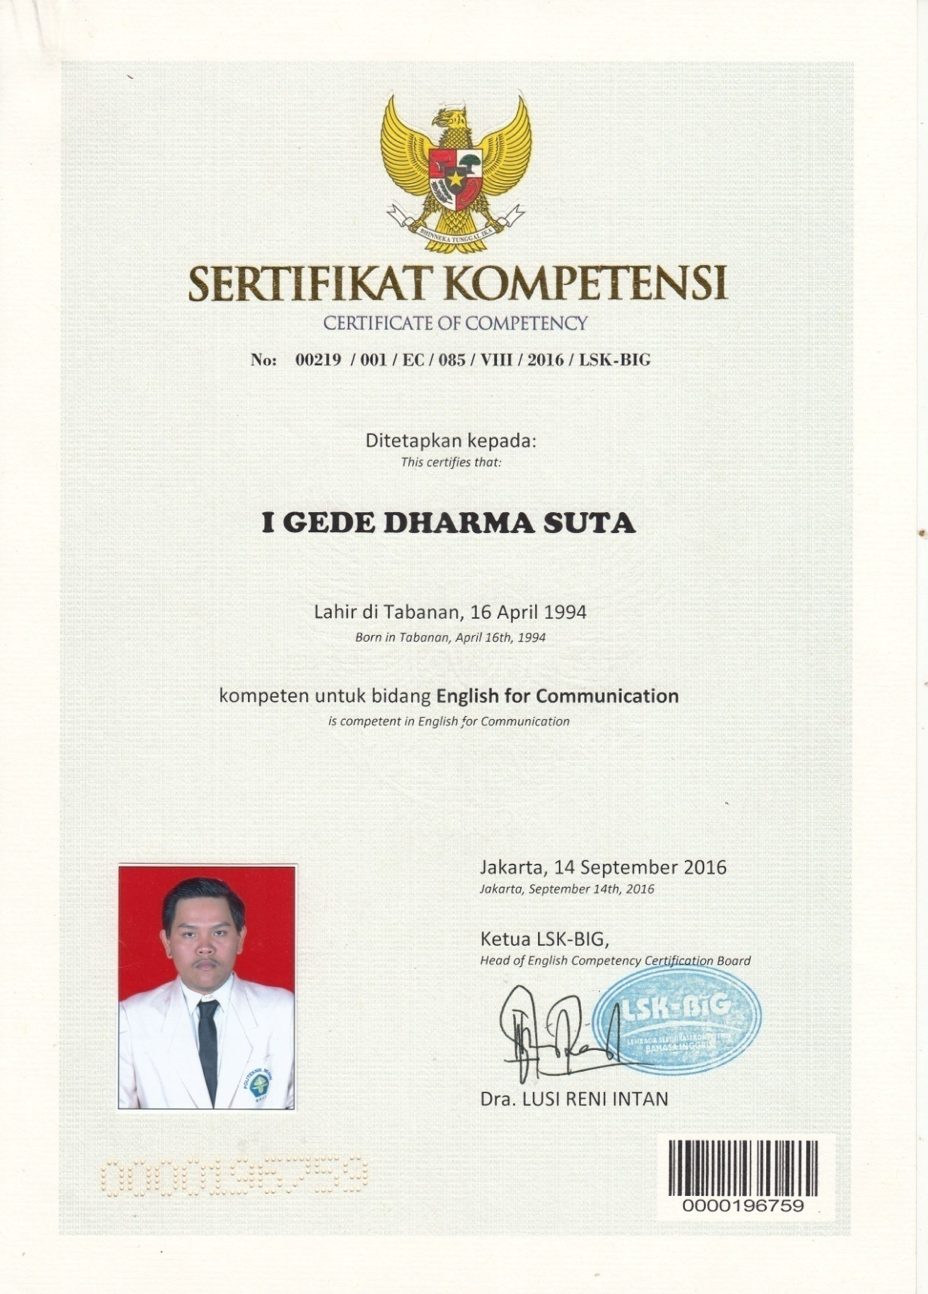 BHINNEKA TUNGGAL IKA
SERTIFIKAT KOMPETENSI
CERTIFICATE OF COMPETENCY
No: 00219 / 001 / EC / 085 / VIII / 2016 / LSK-BIG
Ditetapkan kepada:
This certifies that:
I GEDE DHARMA SUTA
Lahir di Tabanan, 16 April 1994
Born in Tabanan, April 16th, 1994
kompeten untuk bidang English for Communication
is competent in English for Communication
Jakarta, 14 September 2016
Jakarta, September 14th, 2016
Ketua LSK-BIG,
Head of English Competency Certification Board
LSK-BIG
BAHASA INGGRIS
Dra. LUSI RENI INTAN
POLITEKNIK
0000196759
0000196759